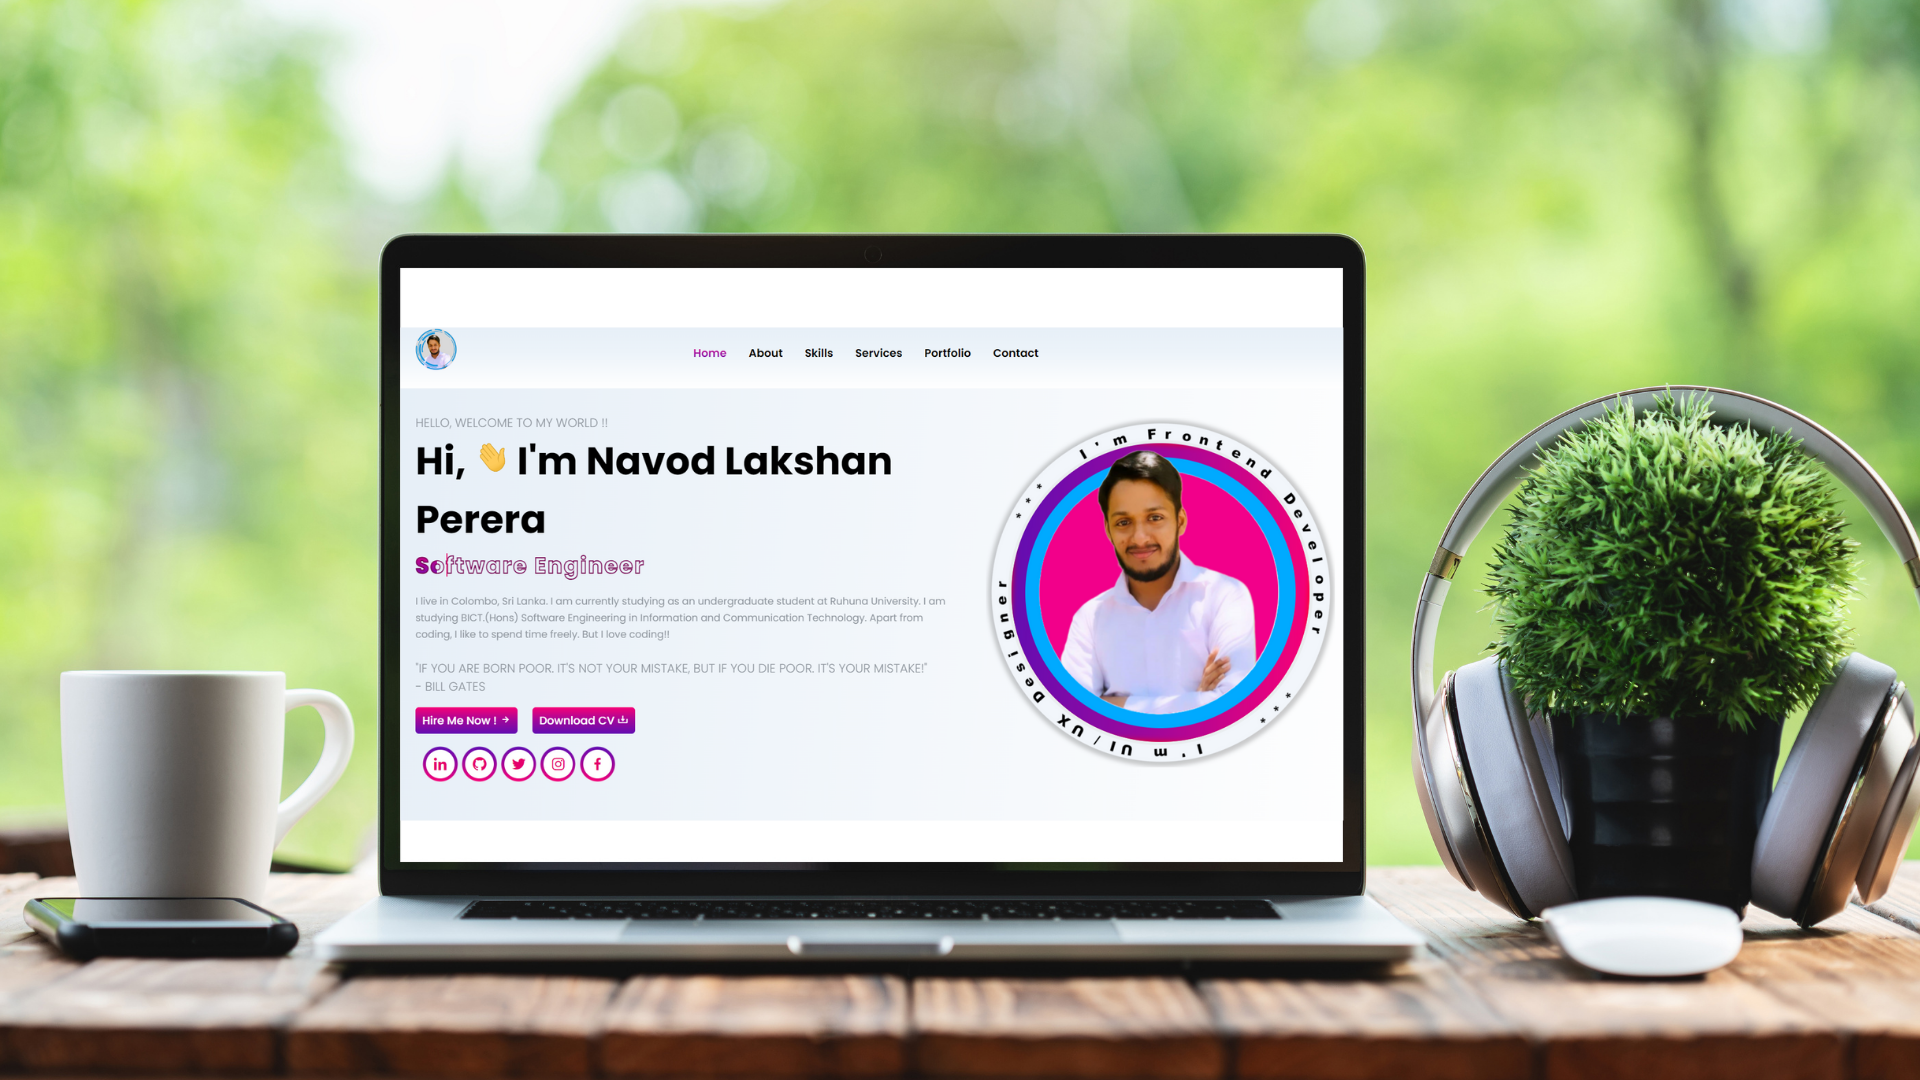 Home About Skills Services Portfolio Contact
HELLO, WELCOME TO MY WORLD !!
Hi, 👋 I'm Navod Lakshan
Perera
Software Engineer
I live in Colombo, Sri Lanka. I am currently studying as an undergraduate student at Ruhuna University. I am
studying BICT.(Hons) Software Engineering in Information and Communication Technology. Apart from
coding, I like to spend time freely. But I love coding!!
"IF YOU ARE BORN POOR. IT'S NOT YOUR MISTAKE, BUT IF YOU DIE POOR. IT'S YOUR MISTAKE!"
- BILL GATES
Hire Me Now ! → Download CV
in f
I'm Frontend Developer
***
I'm UI/UX Designer
***